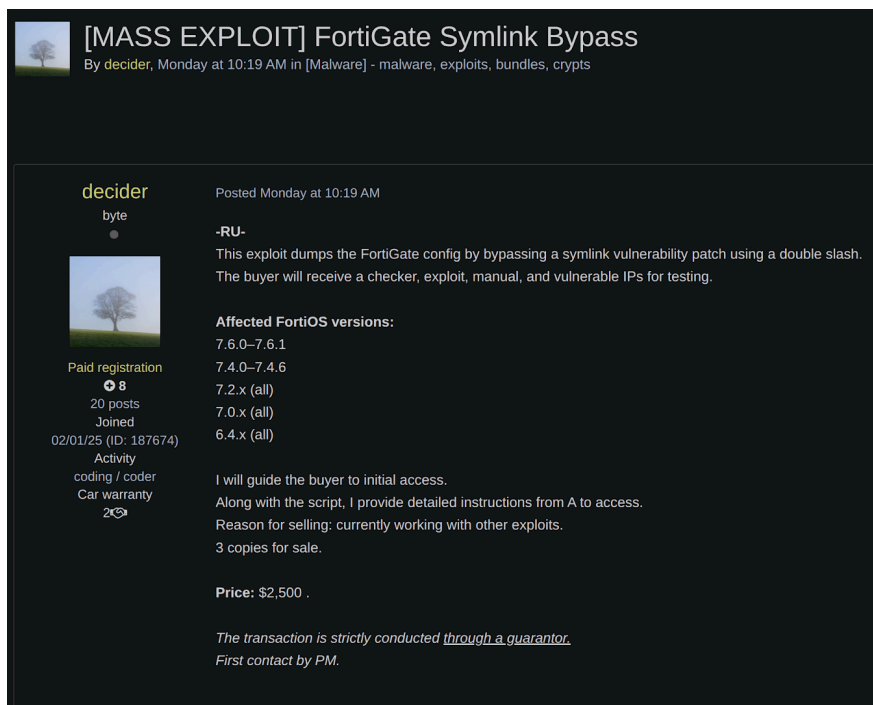 [MASS EXPLOIT] FortiGate Symlink Bypass
By decider, Monday at 10:19 AM in [Malware] - malware, exploits, bundles, crypts
decider
byte
Paid registration
8
20 posts
Joined
02/01/25 (ID: 187674)
Activity
coding / coder
Car warranty
2
Posted Monday at 10:19 AM
-RU-
This exploit dumps the FortiGate config by bypassing a symlink vulnerability patch using a double slash.
The buyer will receive a checker, exploit, manual, and vulnerable IPs for testing.
Affected FortiOS versions:
7.6.0–7.6.1
7.4.0–7.4.6
7.2.x (all)
7.0.x (all)
6.4.x (all)
I will guide the buyer to initial access.
Along with the script, I provide detailed instructions from A to access.
Reason for selling: currently working with other exploits.
3 copies for sale.
Price: $2,500 .
The transaction is strictly conducted through a guarantor.
First contact by PM.